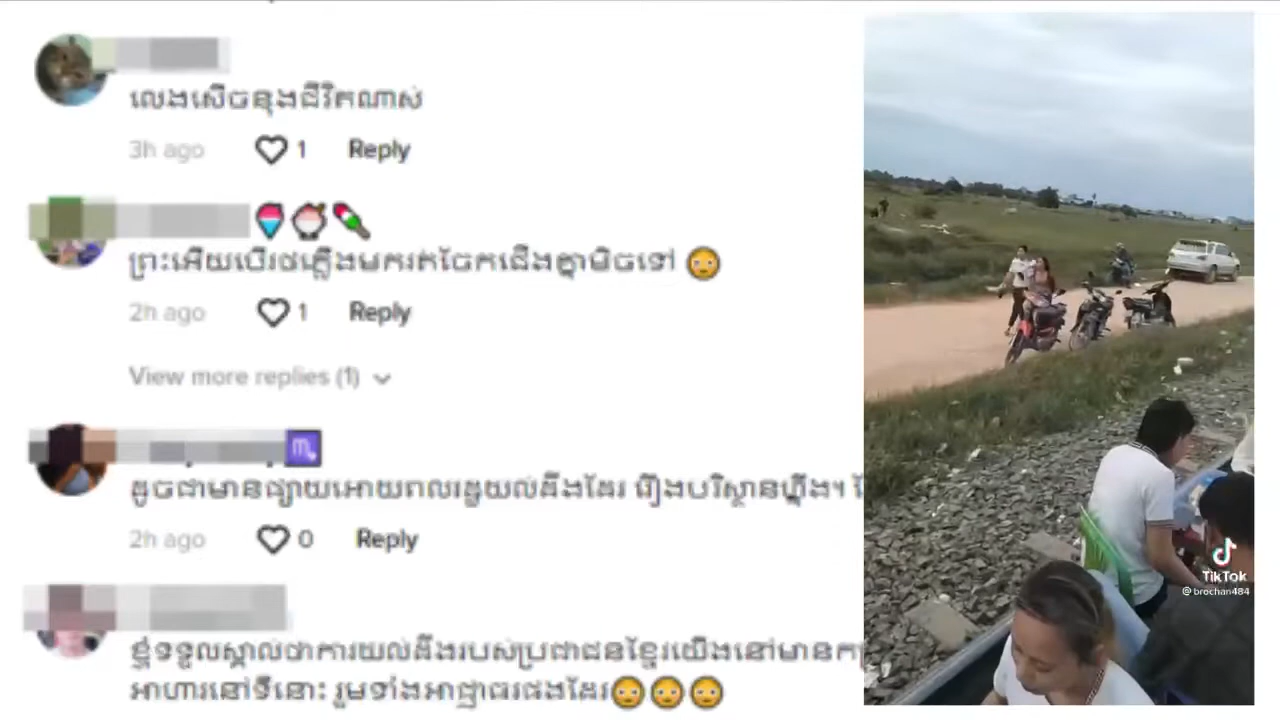 លេងសើចនុងជីវិតណាស់
3h ago 1 Reply
ព្រះអើយបើរថភ្លើងមករត់ចែកជើងគ្នាមិចទៅ
2h ago 1 Reply
View more replies (1)
ដូចជាមានផ្សាយអោយពលរដ្ឋយល់ដឹងដែរ រឿងបរិស្ថានហ្នឹង។
2h ago 0 Reply
ខ្ញុំទទួលស្គាល់ថាការយល់ដឹងរបស់ប្រជាជនខ្មែរយើងនៅមាន
អាហារនៅទីនោះ រួមទាំងអាជ្ញាធរផងដែរ
TikTok
@brochan484